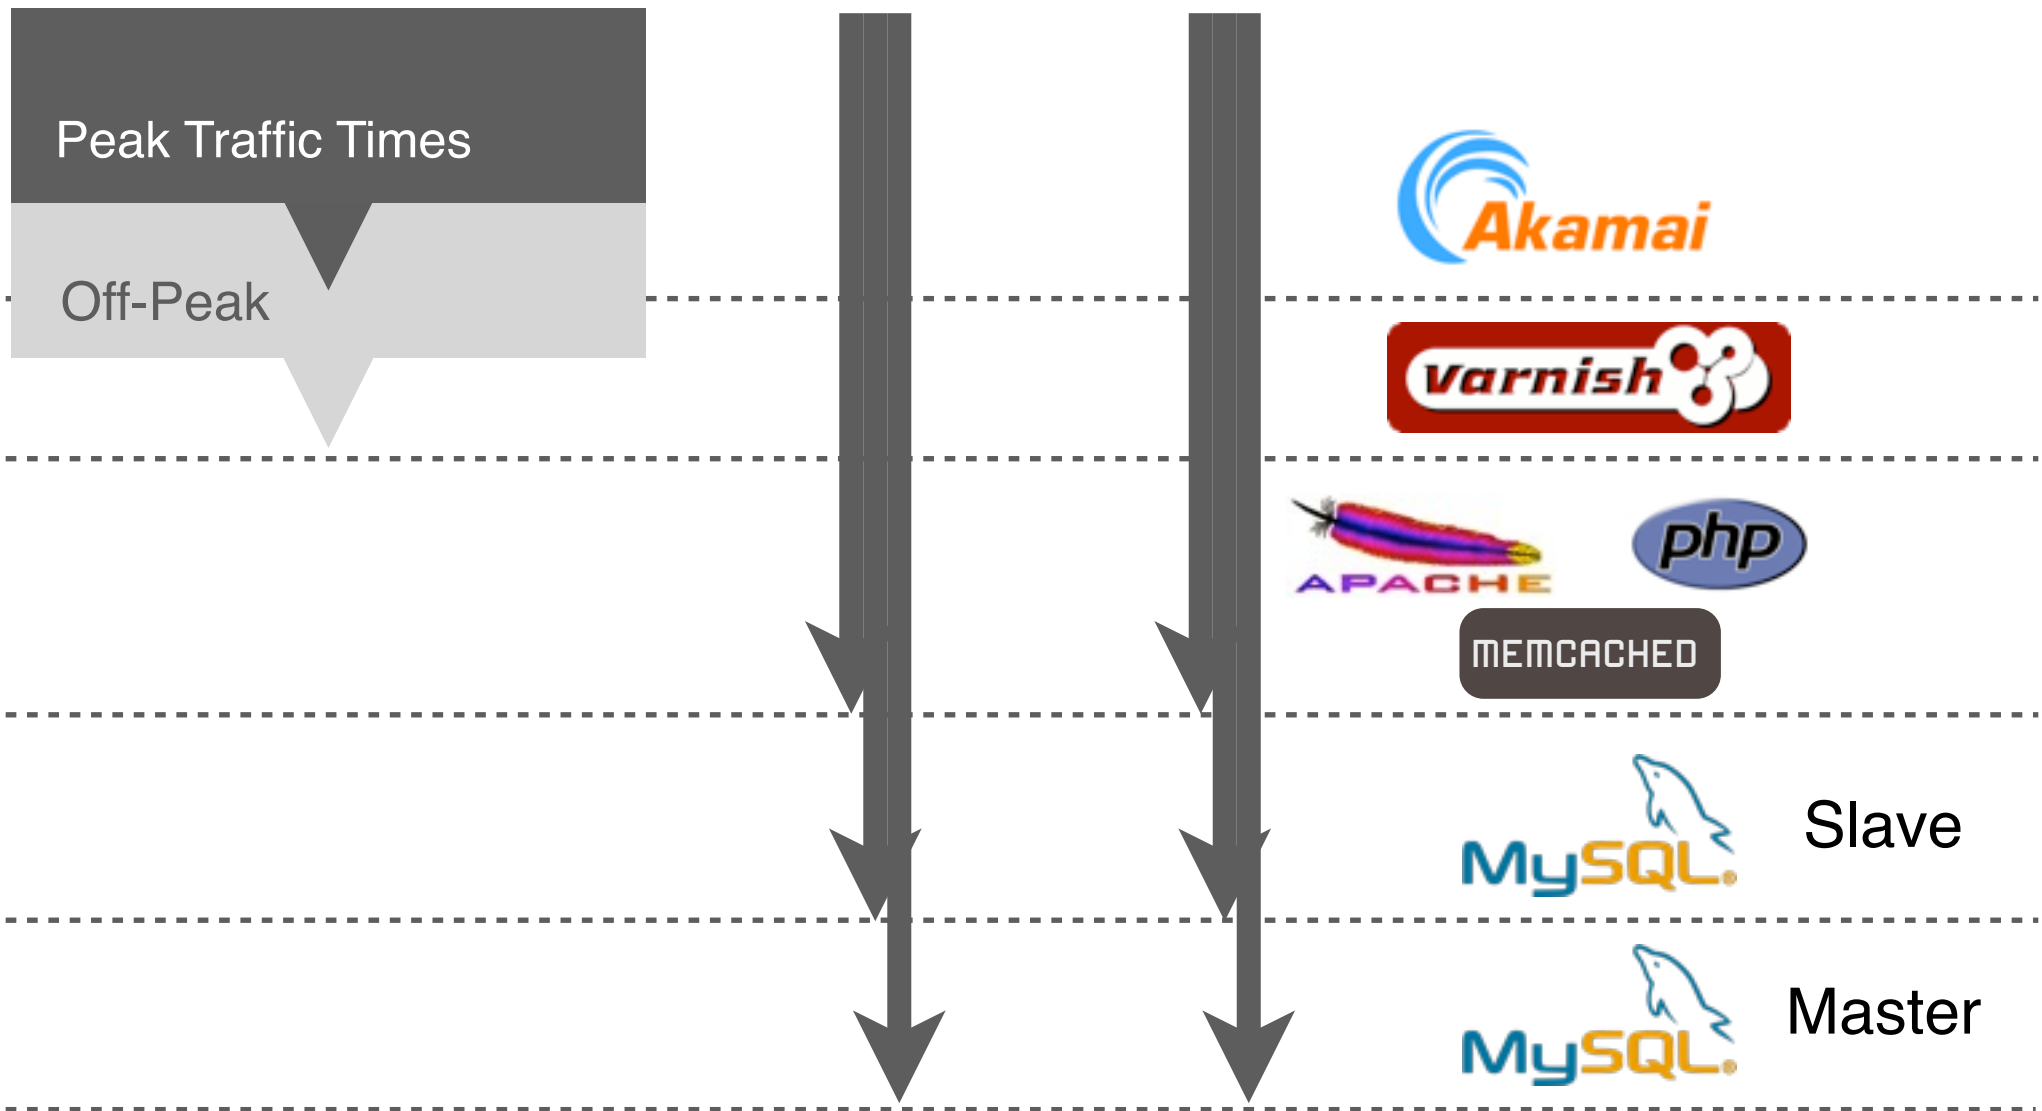 Peak Traffic Times
Akamai
Off-Peak
varnish
APACHE
php
MEMCACHED
MySQL®
Slave
MySQL®
Master